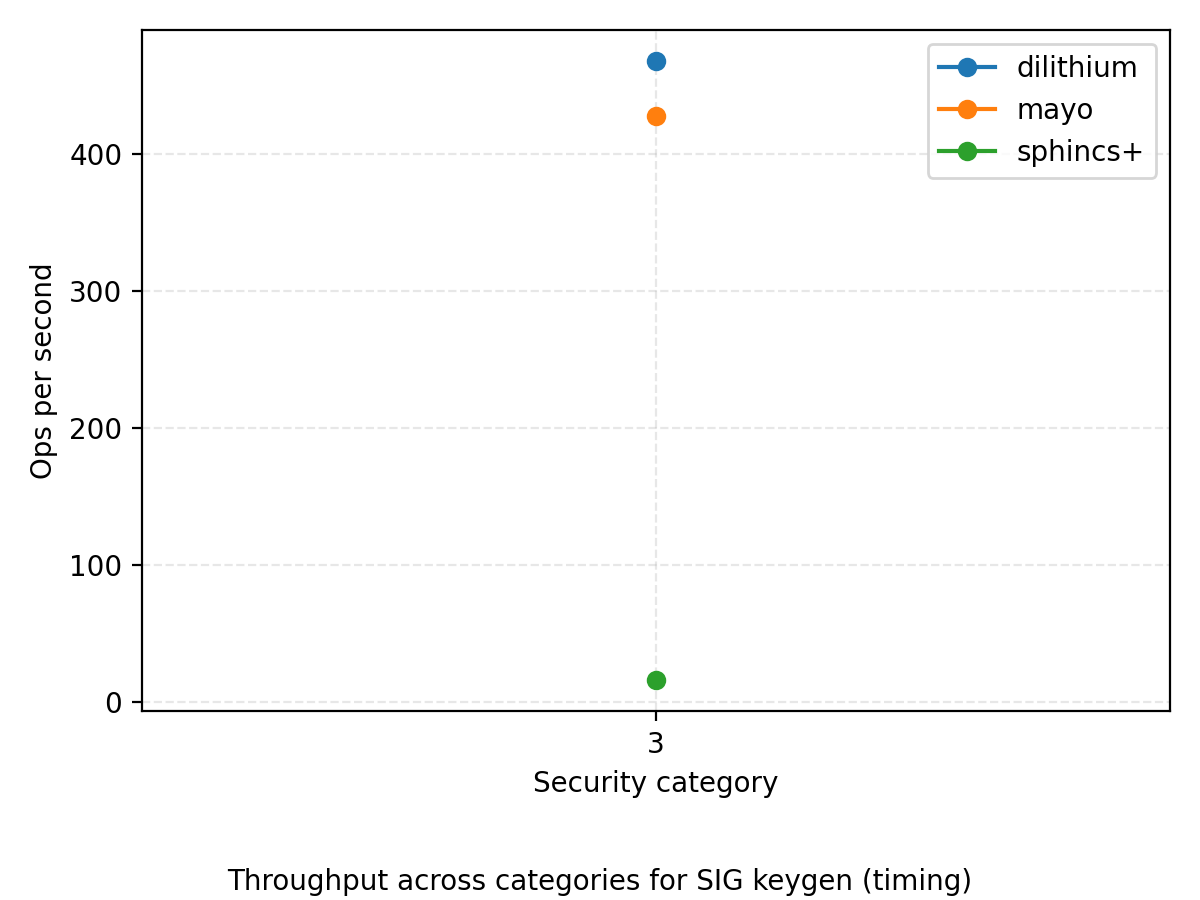 dilithium
mayo
sphincs+
400
300
200
100
0
Ops per second
3
Security category
Throughput across categories for SIG keygen (timing)